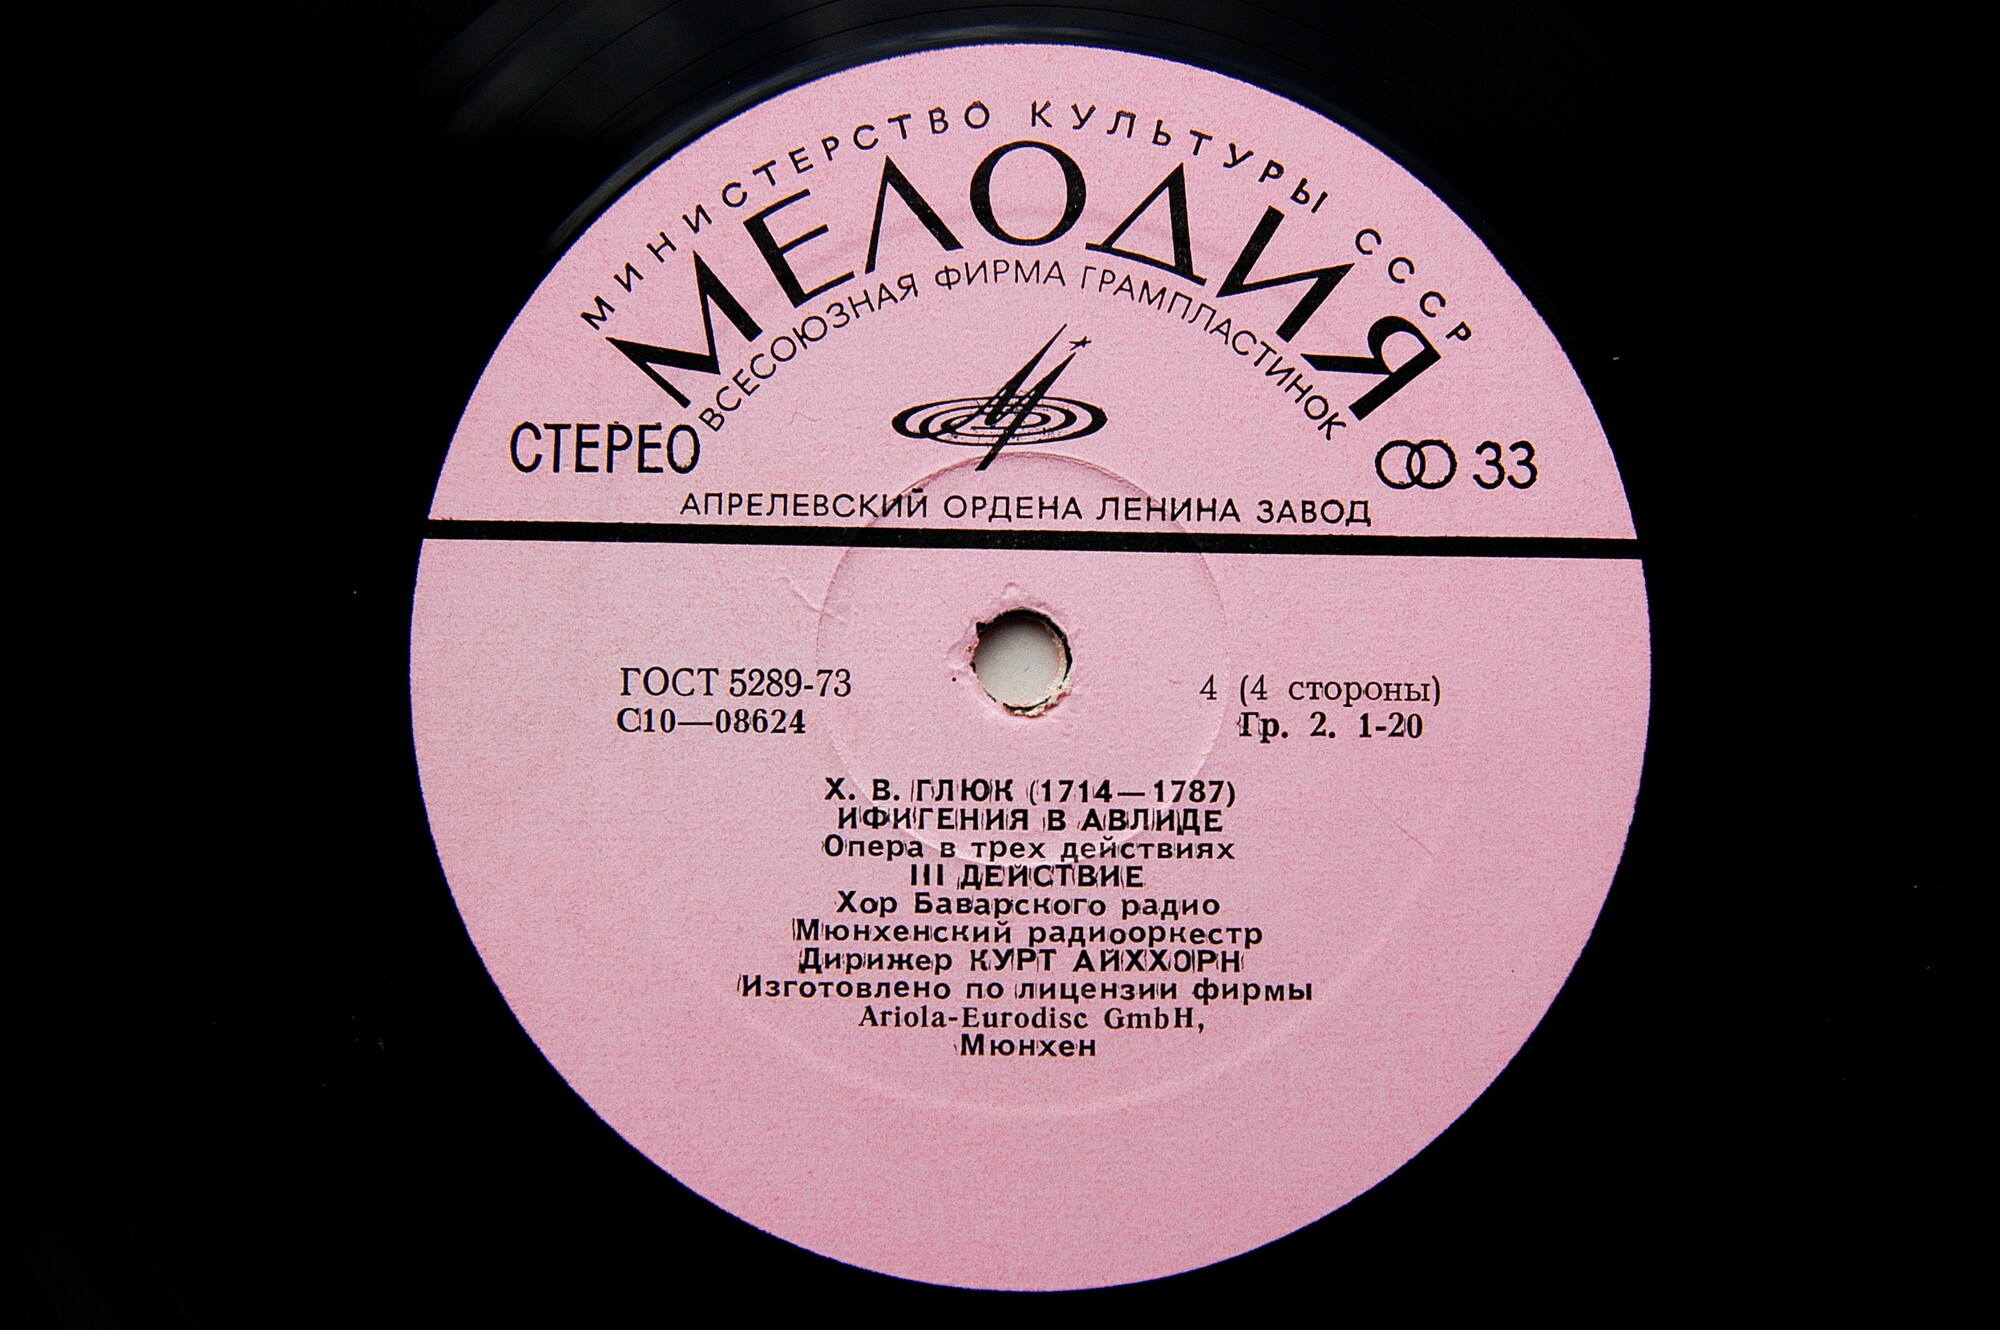 МИНИСТЕРСТВО КУЛЬТУРЫ СССР
МЕЛОДИЯ
ВСЕСОЮЗНАЯ ФИРМА ГРАМПЛАСТИНОК
СТЕРЕО
33
АПРЕЛЕВСКИЙ ОРДЕНА ЛЕНИНА ЗАВОД
ГОСТ 5289-73
4 (4 стороны)
С10—08624
Гр. 2. 1-20
Х. В. ГЛЮК (1714—1787)
ИФИГЕНИЯ В АВЛИДЕ
Опера в трех действиях
III ДЕЙСТВИЕ
Хор Баварского радио
Мюнхенский радиооркестр
Дирижер КУРТ АЙХХОРН
Изготовлено по лицензии фирмы
Ariola-Eurodisc GmbH,
Мюнхен